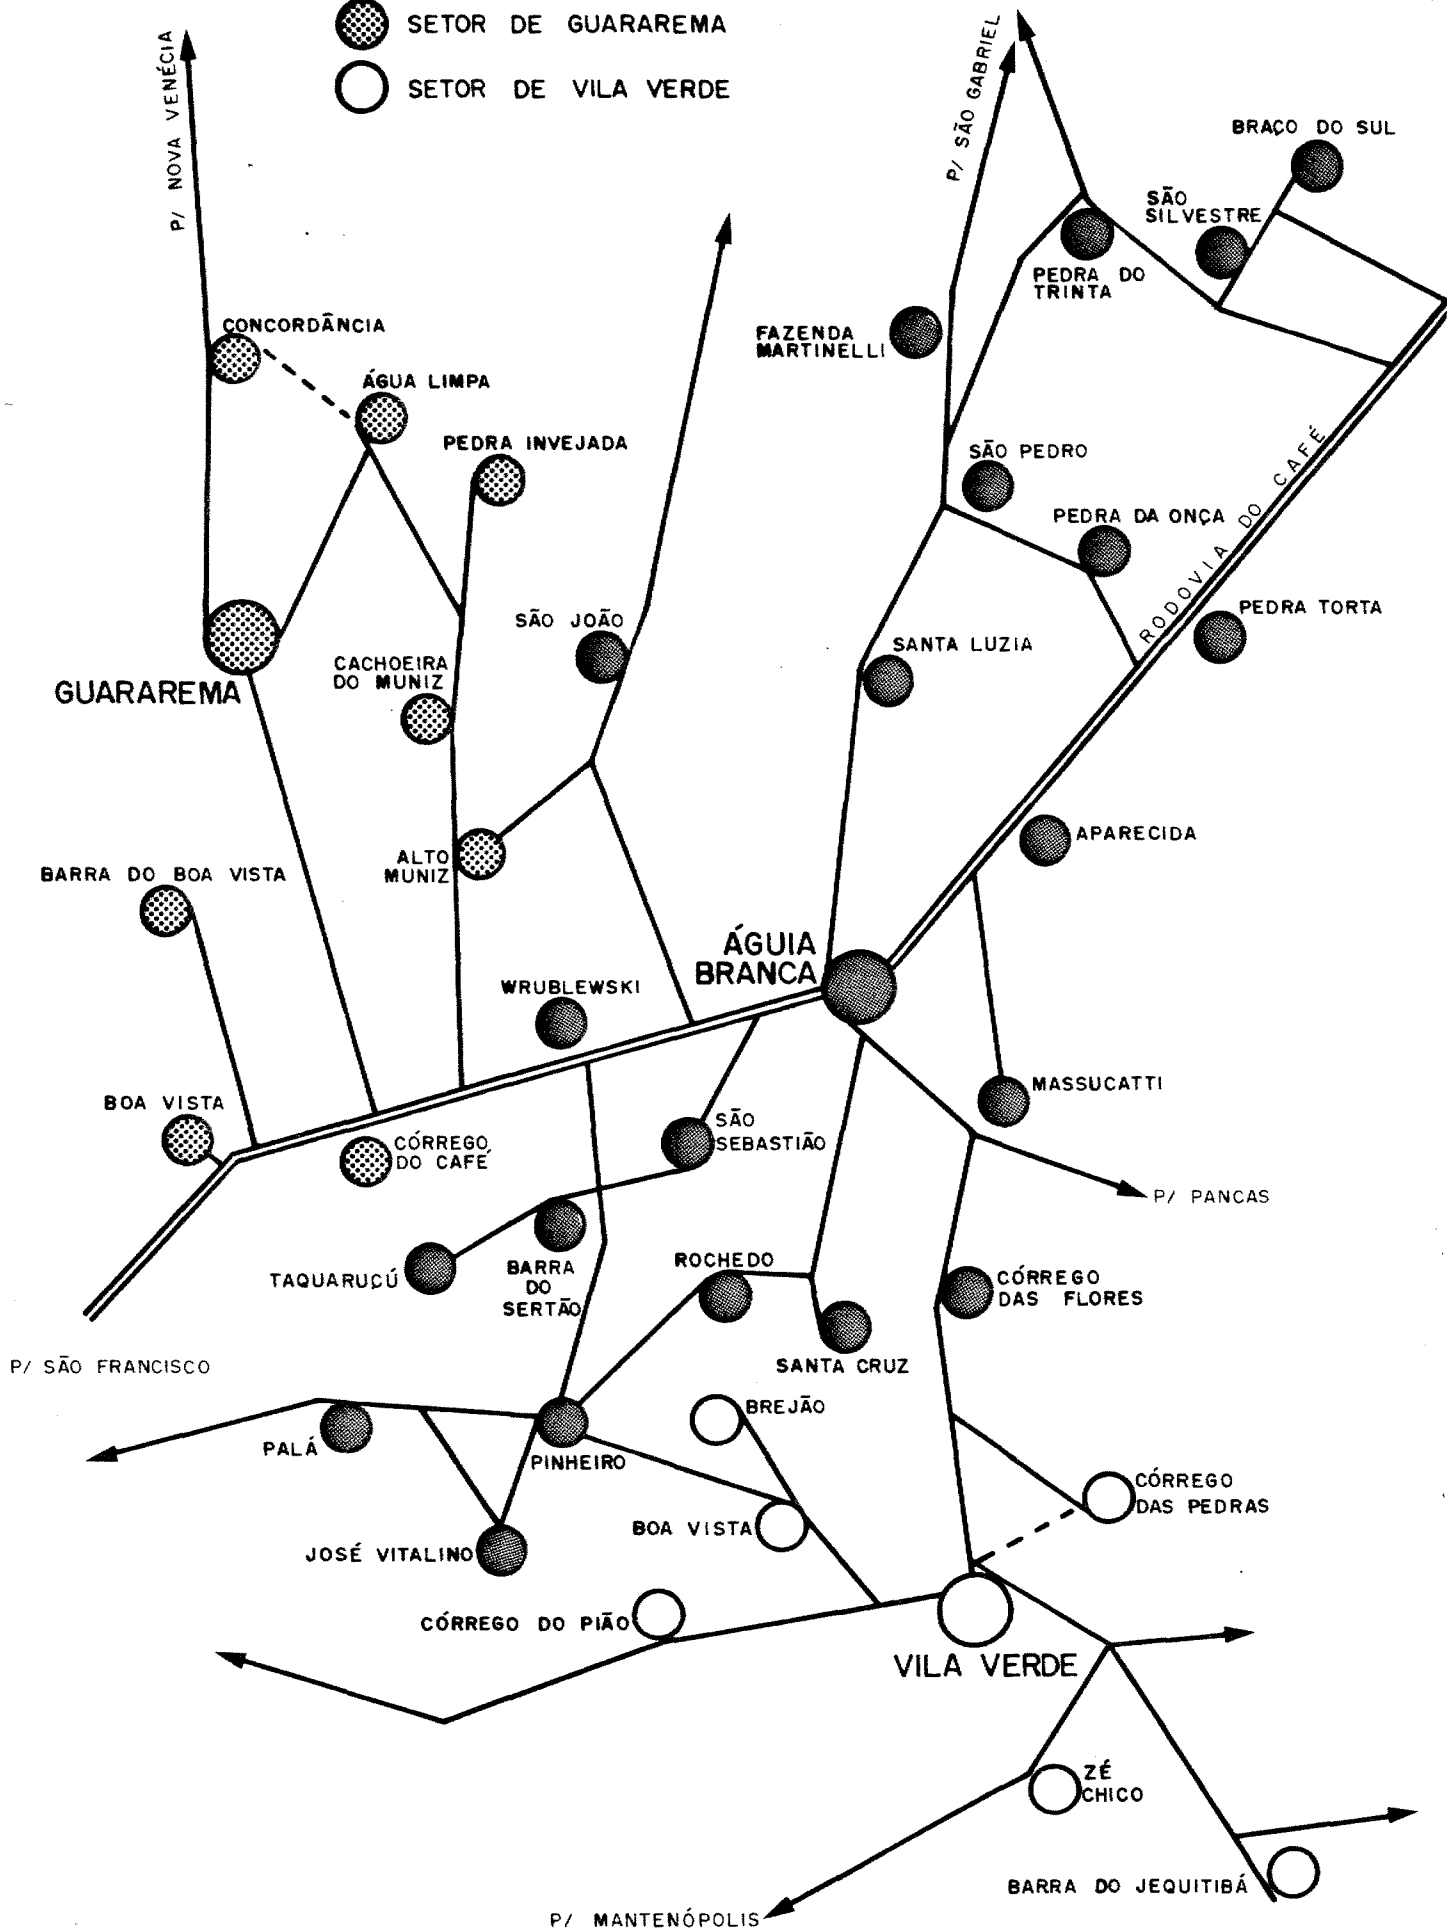 SETOR DE GUARAREMA
SETOR DE VILA VERDE
P/ NOVA VENÉCIA
P/ SÃO GABRIEL
BRAÇO DO SUL
SÃO
SILVESTRE
PEDRA DO
TRINTA
CONCORDÂNCIA
FAZENDA
MARTINELLI
ÁGUA LIMPA
PEDRA INVEJADA
SÃO PEDRO
PEDRA DA ONÇA
RODOVIA DO CAFÉ
PEDRA TORTA
SÃO JOÃO
SANTA LUZIA
CACHOEIRA
DO MUNIZ
GUARAREMA
APARECIDA
ALTO
MUNIZ
BARRA DO BOA VISTA
ÁGUIA
BRANCA
WRUBLEWSKI
MASSUCATTI
BOA VISTA
SÃO
SEBASTIÃO
CÓRREGO
DO CAFÉ
P/ PANCAS
TAQUARUÇÚ
BARRA
DO
SERTÃO
ROCHEDO
CÓRREGO
DAS FLORES
P/ SÃO FRANCISCO
SANTA CRUZ
BREJÃO
PALÁ
PINHEIRO
CÓRREGO
DAS PEDRAS
BOA VISTA
JOSÉ VITALINO
CÓRREGO DO PIÃO
VILA VERDE
ZÉ
CHICO
BARRA DO JEQUITIBÁ
P/ MANTENÓPOLIS